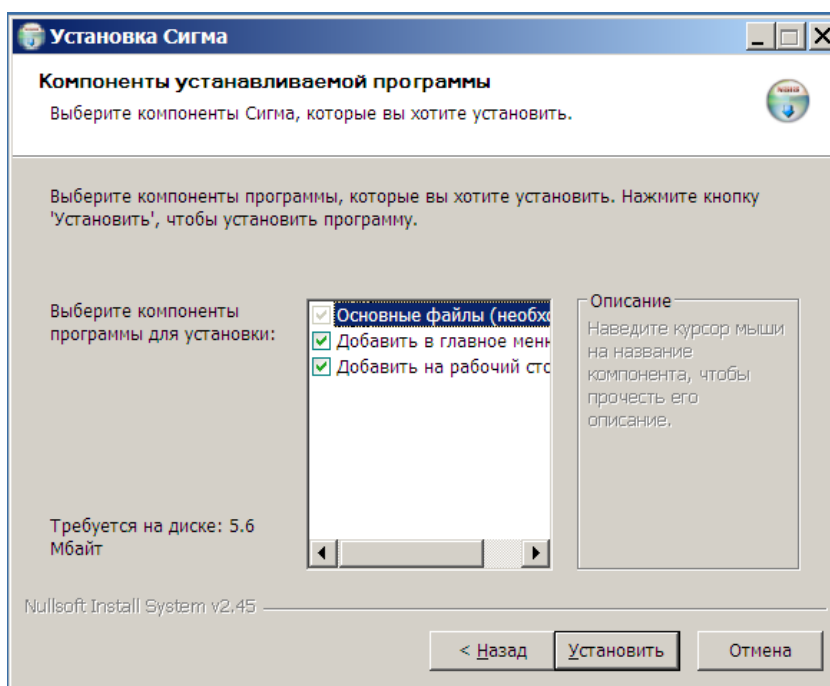 Установка Сигма
Компоненты устанавливаемой программы
Выберите компоненты Сигма, которые вы хотите установить.
Выберите компоненты программы, которые вы хотите установить. Нажмите кнопку
'Установить', чтобы установить программу.
Выберите компоненты
программы для установки:
Основные файлы (необхо
Добавить в главное мен
Добавить на рабочий сто
Описание
Наведите курсор мыши
на название
компонента, чтобы
прочесть его
описание.
Требуется на диске: 5.6
Мбайт
Nullsoft Install System v2.45
< Назад
Установить
Отмена